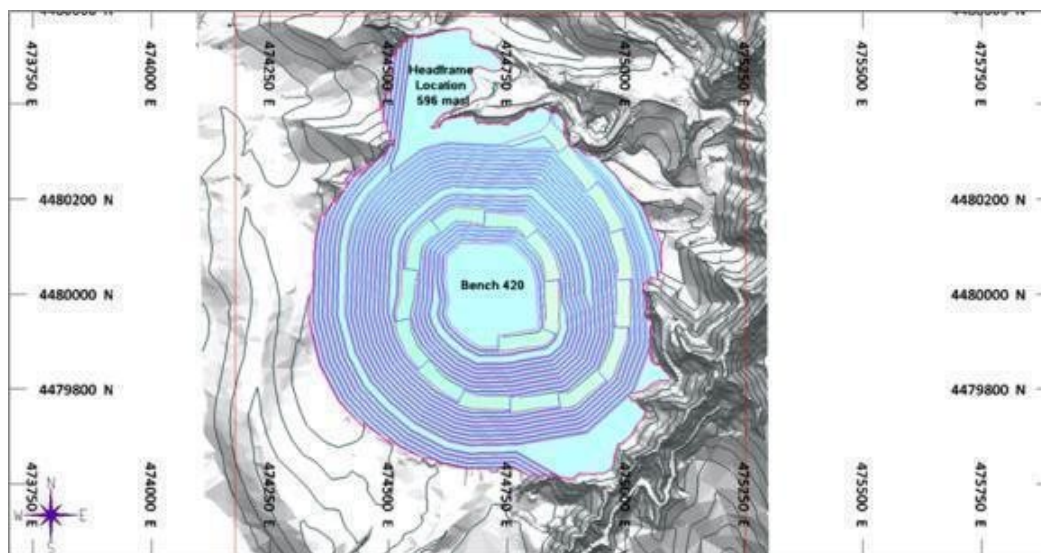 473750 E
474000 E
474250 E
474500 E
474750 E
475000 E
475250 E
475500 E
475750 E
Headframe
Location
596 masl
4480200 N
4480200 N
Bench 420
4480000 N
4480000 N
4479800 N
4479800 N
473750 E
474000 E
474250 E
474500 E
474750 E
475000 E
475250 E
475500 E
475750 E
N
W E
S